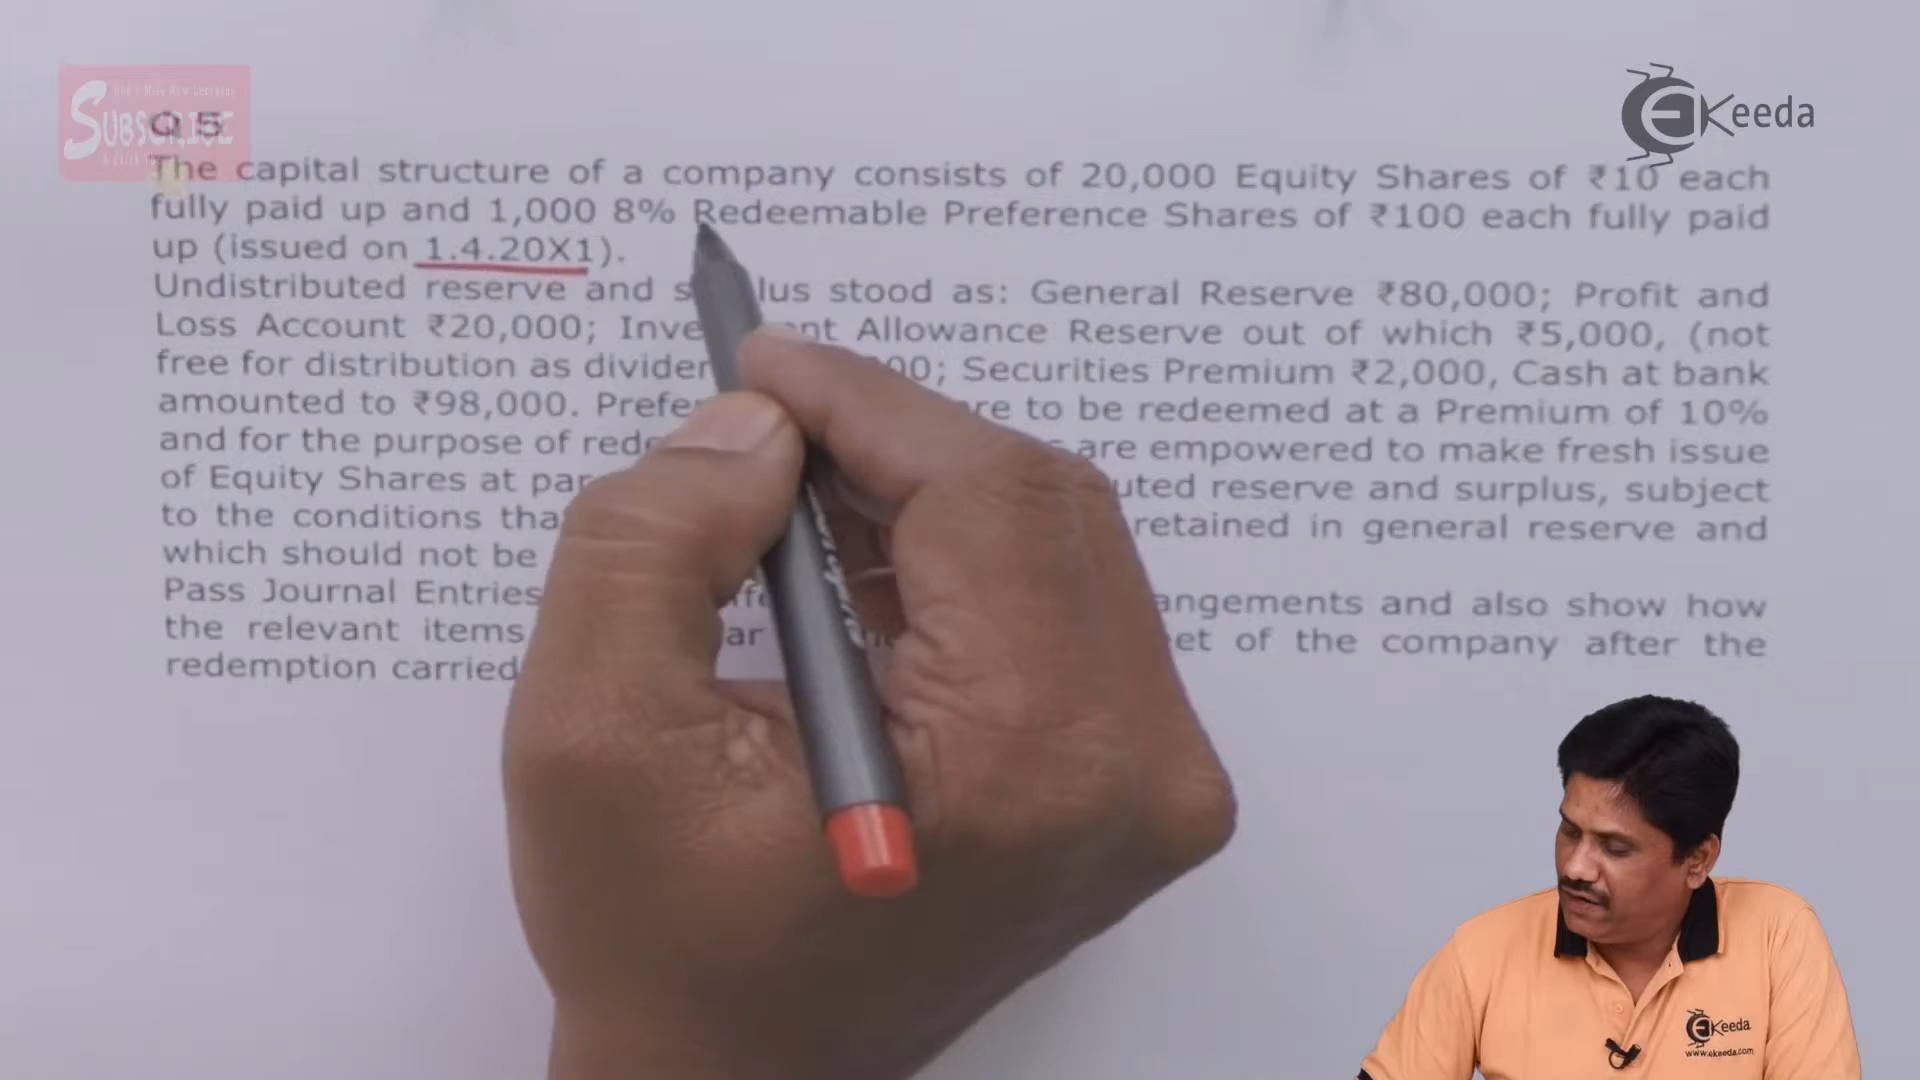 SUBSCRIBE
EKeeda
Q 5
The capital structure of a company consists of 20,000 Equity Shares of ₹10 each
fully paid up and 1,000 8% Redeemable Preference Shares of ₹100 each fully paid
up (issued on 1.4.20X1).
Undistributed reserve and s lus stood as: General Reserve ₹80,000; Profit and
Loss Account ₹20,000; Inve nt Allowance Reserve out of which ₹5,000, (not
free for distribution as divide 00; Securities Premium ₹2,000, Cash at bank
amounted to ₹98,000. Prefe re to be redeemed at a Premium of 10%
and for the purpose of red are empowered to make fresh issue
of Equity Shares at par uted reserve and surplus, subject
to the conditions tha retained in general reserve and
which should not be
Pass Journal Entries angements and also show how
the relevant items ar et of the company after the
redemption carried
EKeeda
www.ekeeda.com